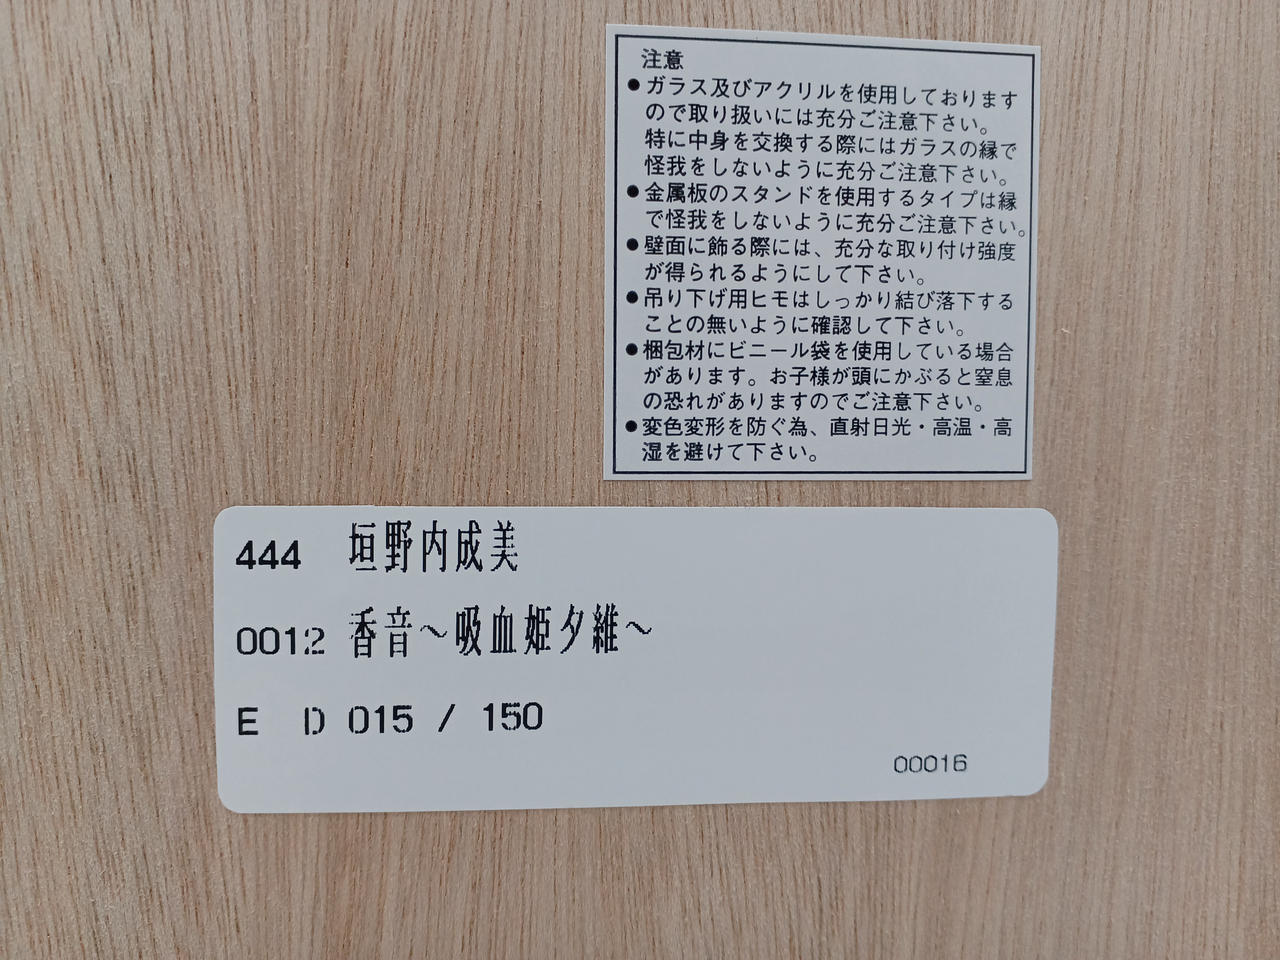 注意
●ガラス及びアクリルを使用しております
ので取り扱いには充分ご注意下さい。
特に中身を交換する際にはガラスの縁で
怪我をしないように充分ご注意下さい。
●金属板のスタンドを使用するタイプは縁
で怪我をしないように充分ご注意下さい。
●壁面に飾る際には、充分な取り付け強度
が得られるようにして下さい。
●吊り下げ用ヒモはしっかり結び落下する
ことの無いように確認して下さい。
●梱包材にビニール袋を使用している場合
があります。お子様が頭にかぶると窒息
の恐れがありますのでご注意下さい。
●変色変形を防ぐ為、直射日光・高温・高
湿を避けて下さい。
444 垣野内成美
0012 香音～吸血姫夕維～
E D 015 / 150
00016